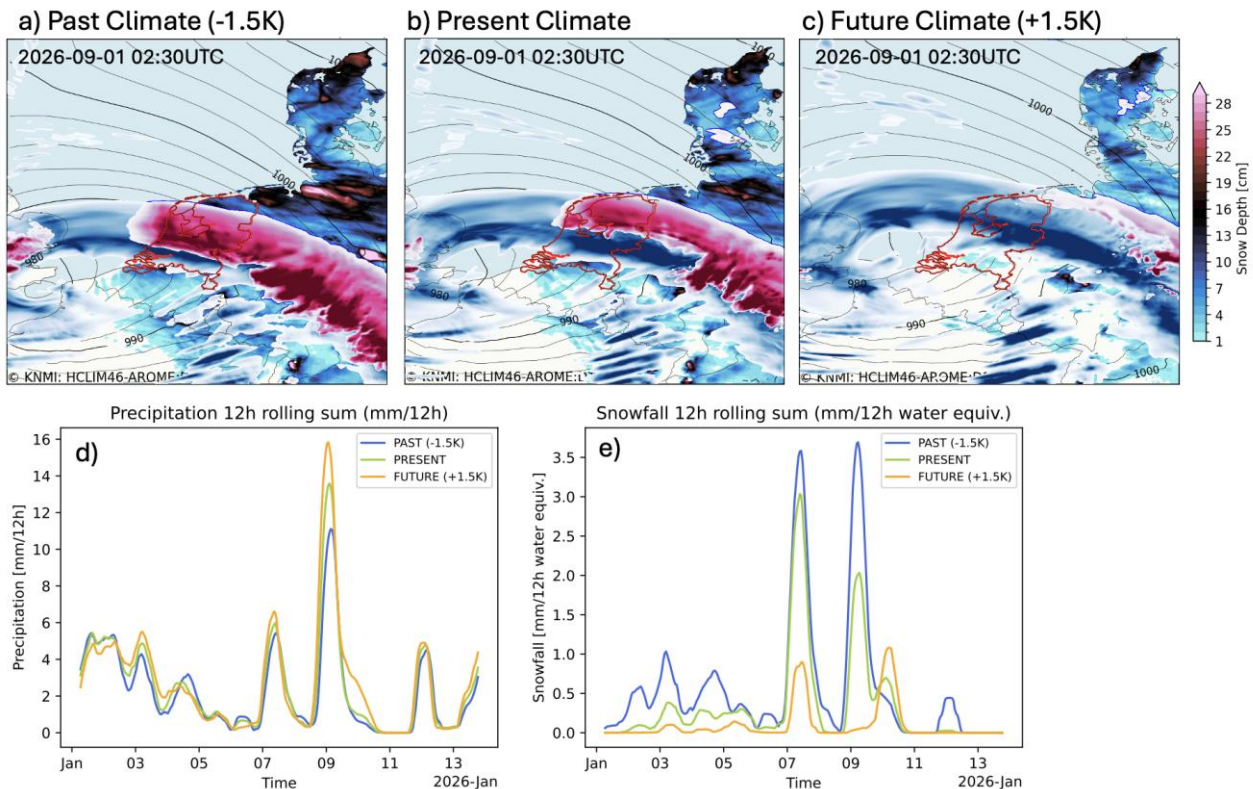 a) Past Climate (-1.5K)
b) Present Climate
c) Future Climate (+1.5K)
2026-09-01 02:30UTC
2026-09-01 02:30UTC
2026-09-01 02:30UTC
1000
980
990
1000
980
990
1000
1000
990
1000
© KNMI: HCLIM46-AROME
© KNMI: HCLIM46-AROME
© KNMI: HCLIM46-AROME
28
25
22
19
16
13
10
7
4
1
Snow Depth [cm]
Precipitation 12h rolling sum (mm/12h)
d)
PAST (-1.5K)
PRESENT
FUTURE (+1.5K)
16
14
12
10
8
6
4
2
0
Precipitation [mm/12h]
Jan
03
05
07
09
11
13
Time
2026-Jan
Snowfall 12h rolling sum (mm/12h water equiv.)
e)
PAST (-1.5K)
PRESENT
FUTURE (+1.5K)
3.5
3.0
2.5
2.0
1.5
1.0
0.5
0.0
Snowfall [mm/12h water equiv.]
Jan
03
05
07
09
11
13
Time
2026-Jan